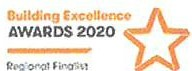 Building Excellence
AWARDS 2020
Regional Finalist